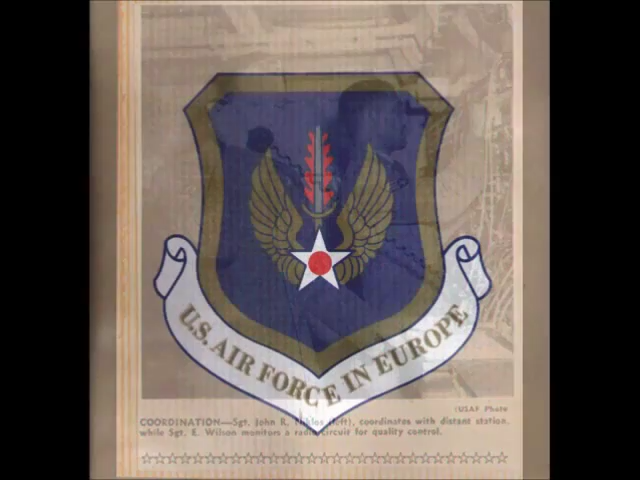 U.S. AIR FORCE IN EUROPE
(USAF Photo
COORDINATION—Sgt. John R. (left), coordinates with distant station,
while Sgt. E. Wilson monitors a radio circuit for quality control.